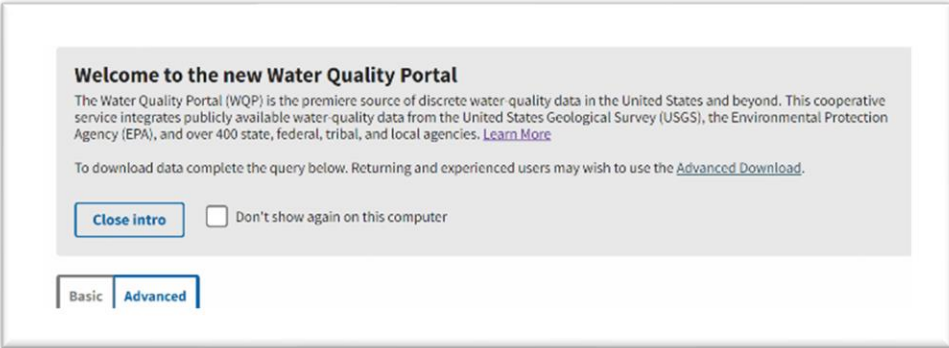 Welcome to the new Water Quality Portal
The Water Quality Portal (WQP) is the premiere source of discrete water-quality data in the United States and beyond. This cooperative
service integrates publicly available water-quality data from the United States Geological Survey (USGS), the Environmental Protection
Agency (EPA), and over 400 state, federal, tribal, and local agencies. Learn More
To download data complete the query below. Returning and experienced users may wish to use the Advanced Download.
Close intro Don't show again on this computer
Basic Advanced